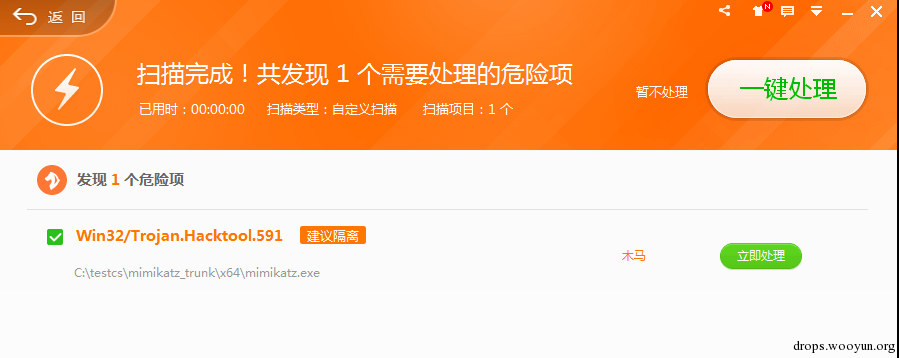 返 回
N
扫描完成！共发现 1 个需要处理的危险项
已用时：00:00:00 扫描类型：自定义扫描 扫描项目：1 个
暂不处理
一键处理
发现 1 个危险项
Win32/Trojan.Hacktool.591 建议隔离
木马
立即处理
C:\testcs\mimikatz_trunk\x64\mimikatz.exe
drops.wooyun.org